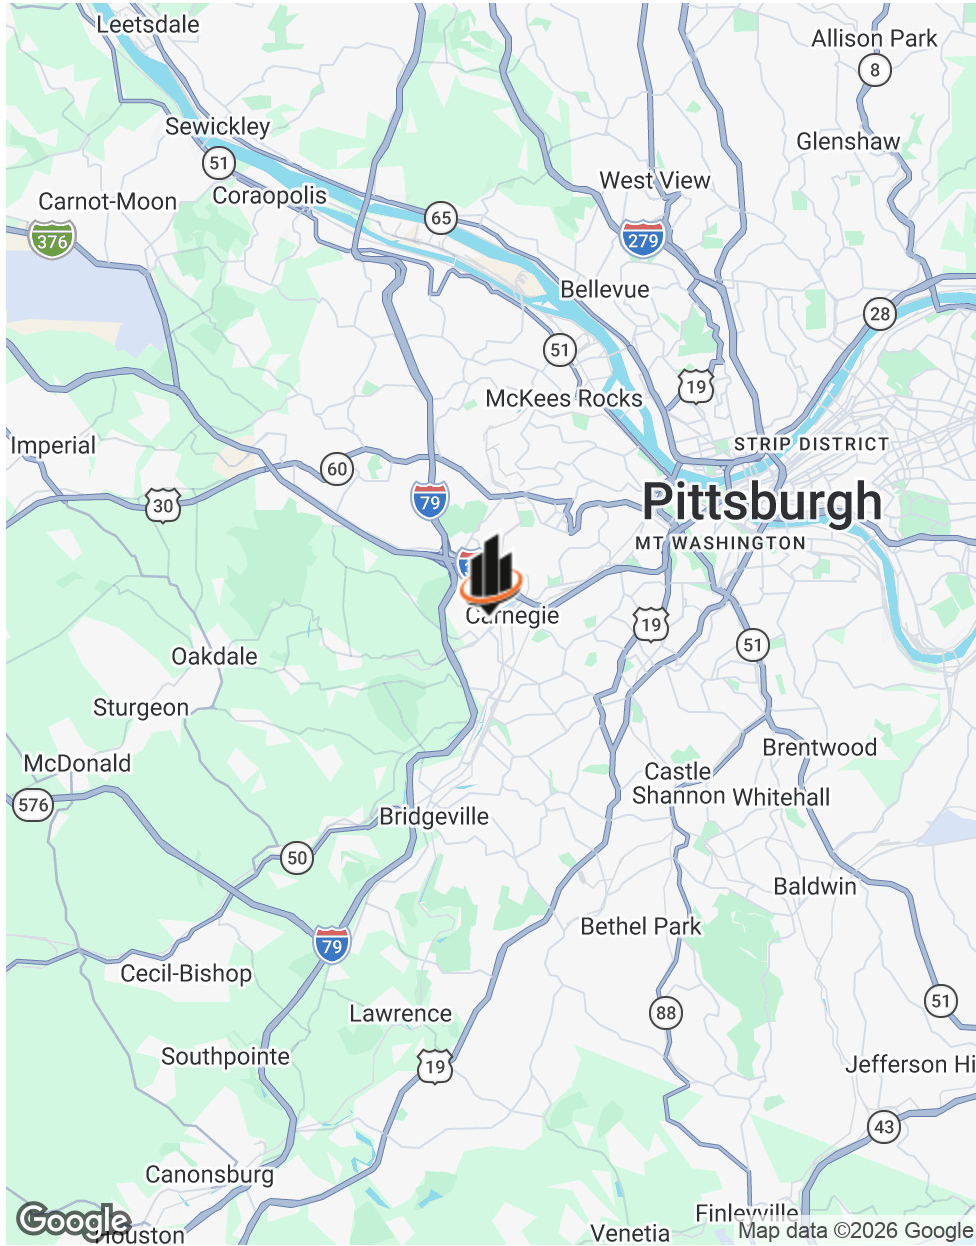 Leetsdale
Allison Park
8
Sewickley
Glenshaw
51
West View
Coraopolis
Carnot-Moon
65
376
279
Bellevue
28
51
19
McKees Rocks
STRIP DISTRICT
Imperial
60
79
30
Pittsburgh
MT WASHINGTON
Carnegie
19
51
Oakdale
Sturgeon
Brentwood
McDonald
Castle
Shannon
Whitehall
576
Bridgeville
50
Baldwin
Bethel Park
79
Cecil-Bishop
51
Lawrence
88
Southpointe
19
Jefferson Hi
43
Canonsburg
Finleyville
Google
Map data ©2026 Google
Houston
Venetia